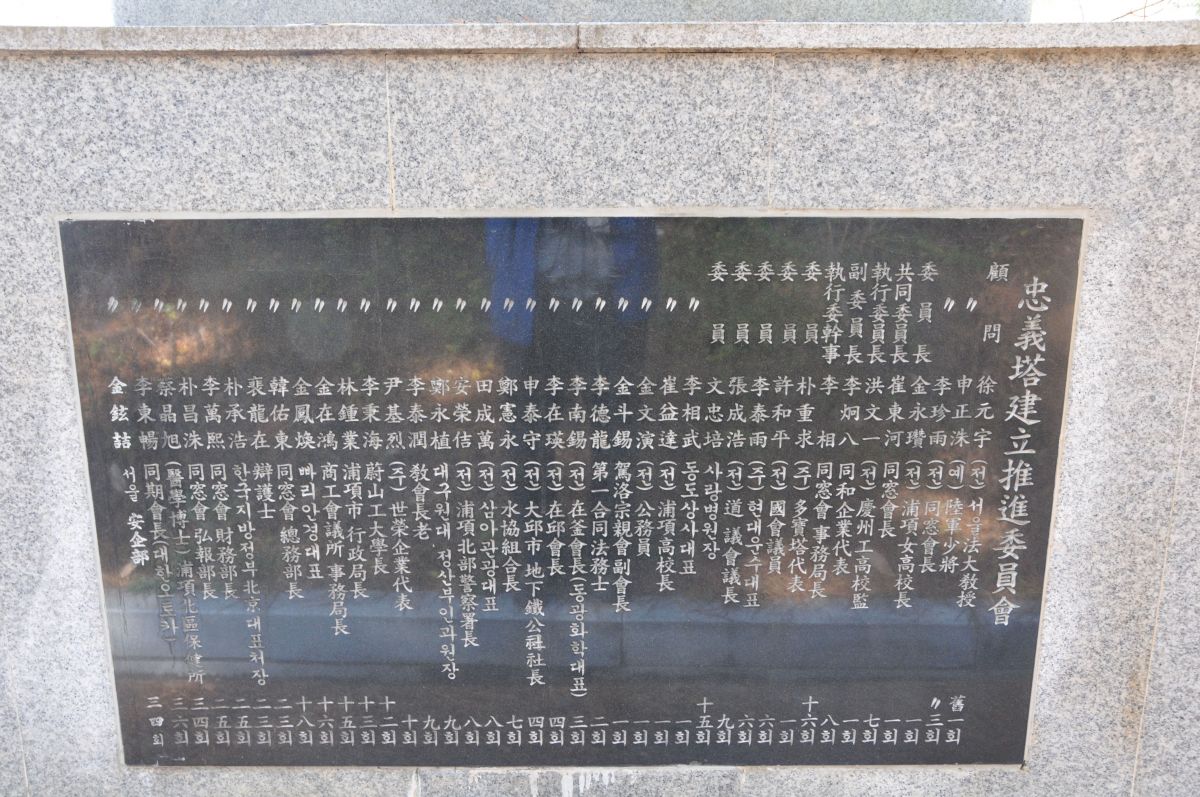 忠義塔建立推進委員會
顧問 徐元宇 (전) 서울法大敎授 舊一회
〃 申正洙 (예) 陸軍少將 〃三회
〃 李珍雨 (전) 同窓會長 一회
委員長 金永瓚 (전) 浦項女高校長 一회
共同委員長 崔東河 同窓會長 七회
執行委員長 洪文一 (전) 慶州工高校監 一회
副委員長 李炯八 同和企業代表 八회
執行委幹事 李相 同窓會 事務局長 十六회
委員 朴重求 (주) 多寶塔代表 一회
委員 許和平 (전) 國會議員 六회
委員 李泰雨 (주) 현대운수대표 六회
委員 張成浩 (전) 道議會議長 九회
委員 文忠培 사랑병원장 十五회
〃 李相武 동도상사대표 一회
〃 崔益達 (전) 浦項高校長 一회
〃 金文演 (전) 公務員 一회
〃 金斗錫 駕洛宗親會副會長 一회
〃 李德龍 第一合同法務士 二회
〃 李南錫 (전) 在釜會長(동광화학대표) 三회
〃 李在瑛 (전) 在邱會長 四회
〃 申泰守 (전) 大邱市 地下鐵公社社長 四회
〃 鄭憲永 (전) 水協組合長 七회
〃 田成萬 (전) 삼아관광대표 八회
〃 安榮佶 (전) 浦項北部警察署長 八회
〃 鄭永植 대구원대 정산부인과원장 九회
〃 李泰潤 敎會長老 九회
〃 尹基烈 (주) 世榮企業代表 十회
〃 李秉海 蔚山工大學長 十二회
〃 林鍾業 浦項市 行政局長 十三회
〃 金在鴻 商工會議所 事務局長 十五회
〃 金鳳煥 빠리안경대표 十六회
〃 韓佑東 同窓會 總務部長 十八회
〃 裵龍在 辯護士 二三회
〃 朴承浩 한국지방정부北京대표처장 二三회
〃 李萬熙 同窓會 財務部長 二五회
〃 朴昌洙 同窓會 弘報部長 二五회
〃 蔡晶旭 (醫學博士) 浦項北區保健所 三四회
〃 李東暢 同期會長 三六회
〃 金鉉喆 서울 安企部 三四회